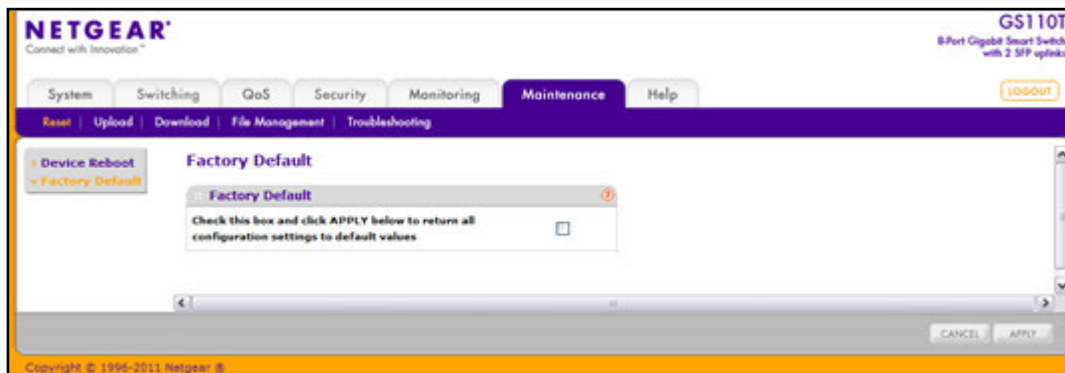 NETGEAR®
Connect with Innovation™
GS110T
8-Port Gigabit Smart Switch
with 2 SFP uplinks
System Switching QoS Security Monitoring Maintenance Help
LOGOUT
Reset | Upload | Download | File Management | Troubleshooting
Device Reboot
Factory Default
Factory Default
Factory Default
Check this box and click APPLY below to return all
configuration settings to default values
CANCEL APPLY
Copyright © 1996-2011 Netgear ®